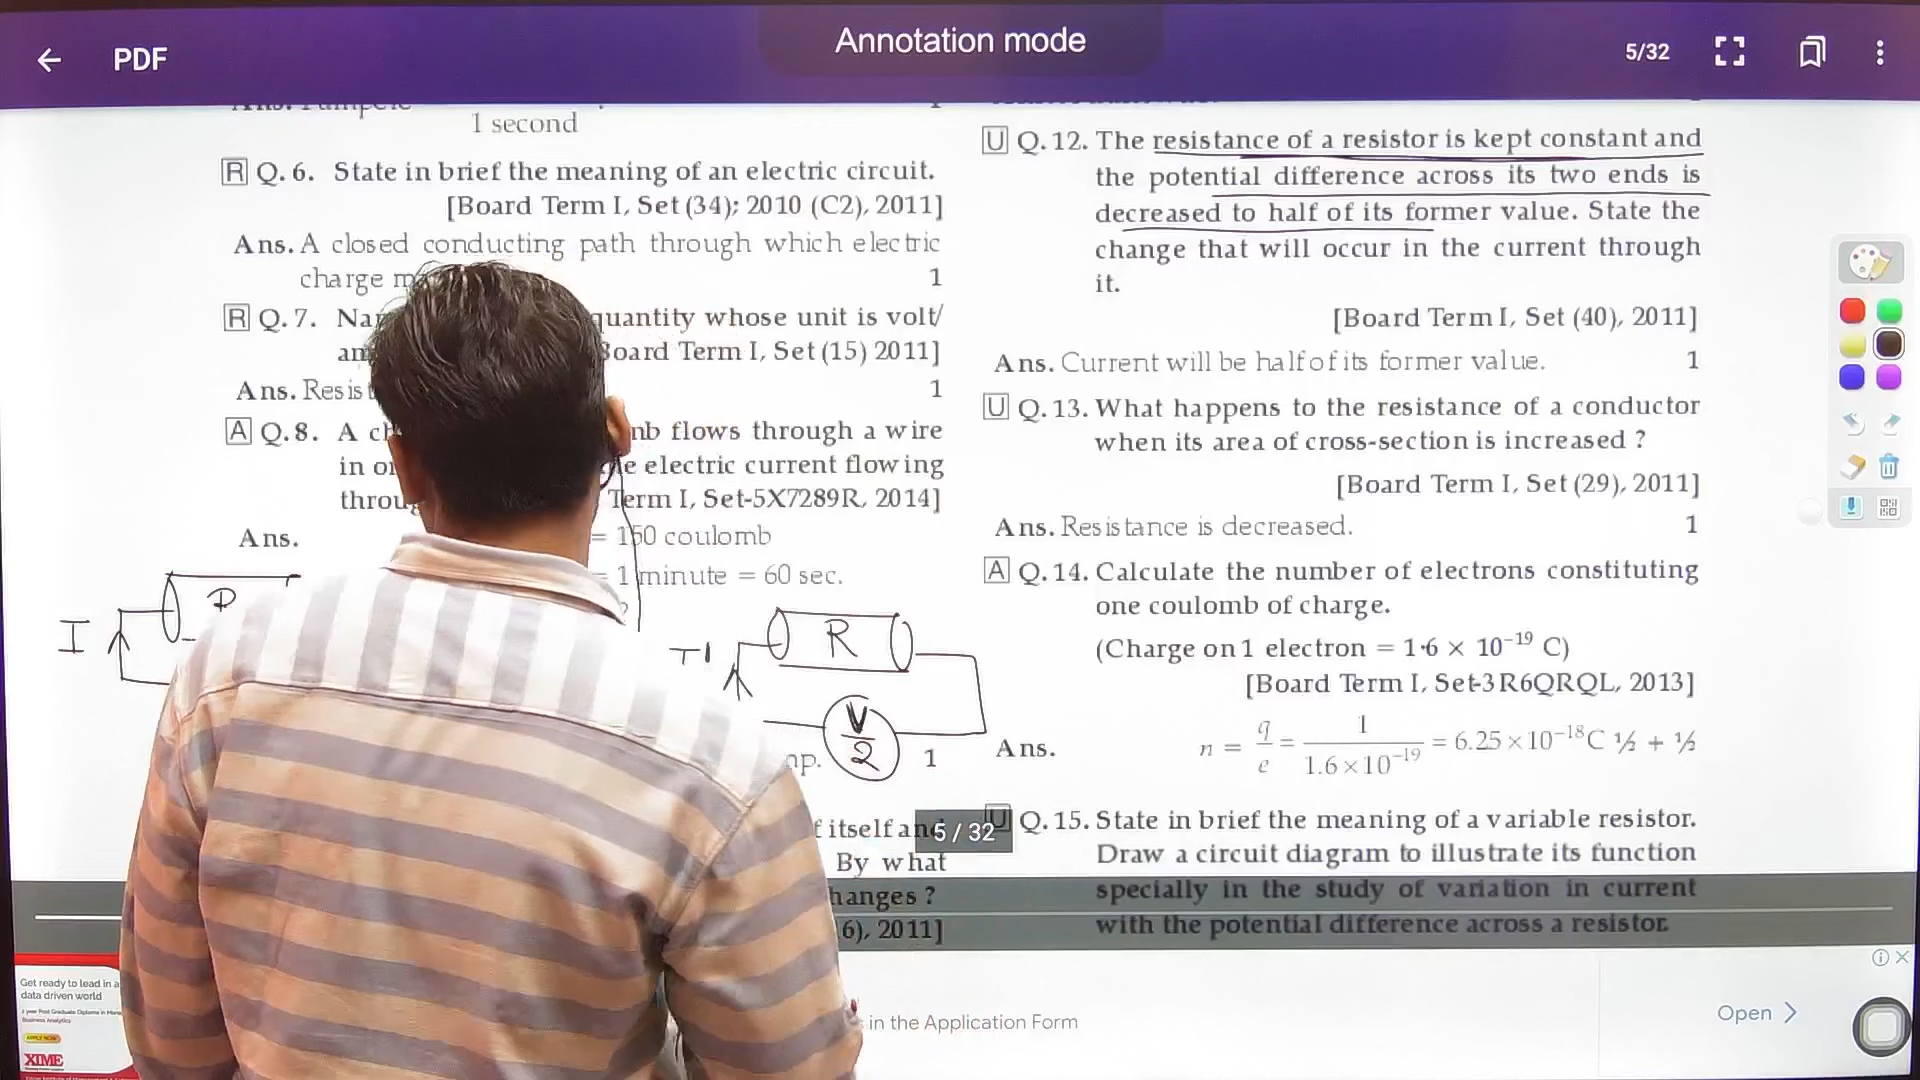 Annotation mode
PDF
5/32
1 second
R Q. 6. State in brief the meaning of an electric circuit.
[Board Term I, Set (34); 2010 (C2), 2011]
Ans. A closed conducting path through which electric
charge
1
R Q. 7.
quantity whose unit is volt/
Board Term I, Set (15) 2011]
Ans.
1
A Q.8. A
flows through a wire
in
electric current flowing
Term I, Set-5X7289R, 2014]
Ans.
= 150 coulomb
= 1 minute = 60 sec.
I
R
V
2
1
itself and
By what
6), 2011]
U Q. 12. The resistance of a resistor is kept constant and
the potential difference across its two ends is
decreased to half of its former value. State the
change that will occur in the current through
it.
[Board Term I, Set (40), 2011]
Ans. Current will be half of its former value. 1
U Q. 13. What happens to the resistance of a conductor
when its area of cross-section is increased ?
[Board Term I, Set (29), 2011]
Ans. Resistance is decreased. 1
A Q. 14. Calculate the number of electrons constituting
one coulomb of charge.
(Charge on 1 electron = 1·6 × 10⁻¹⁹ C)
[Board Term I, Set-3R6QRQL, 2013]
Ans. n = q/e = 1/1.6×10⁻¹⁹ = 6.25×10⁻¹⁸C ½ + ½
5 / 32
U Q. 15. State in brief the meaning of a variable resistor.
Draw a circuit diagram to illustrate its function
specially in the study of variation in current
with the potential difference across a resistor.
Get ready to lead in a
data driven world
APPLY NOW
XIME
in the Application Form
Open